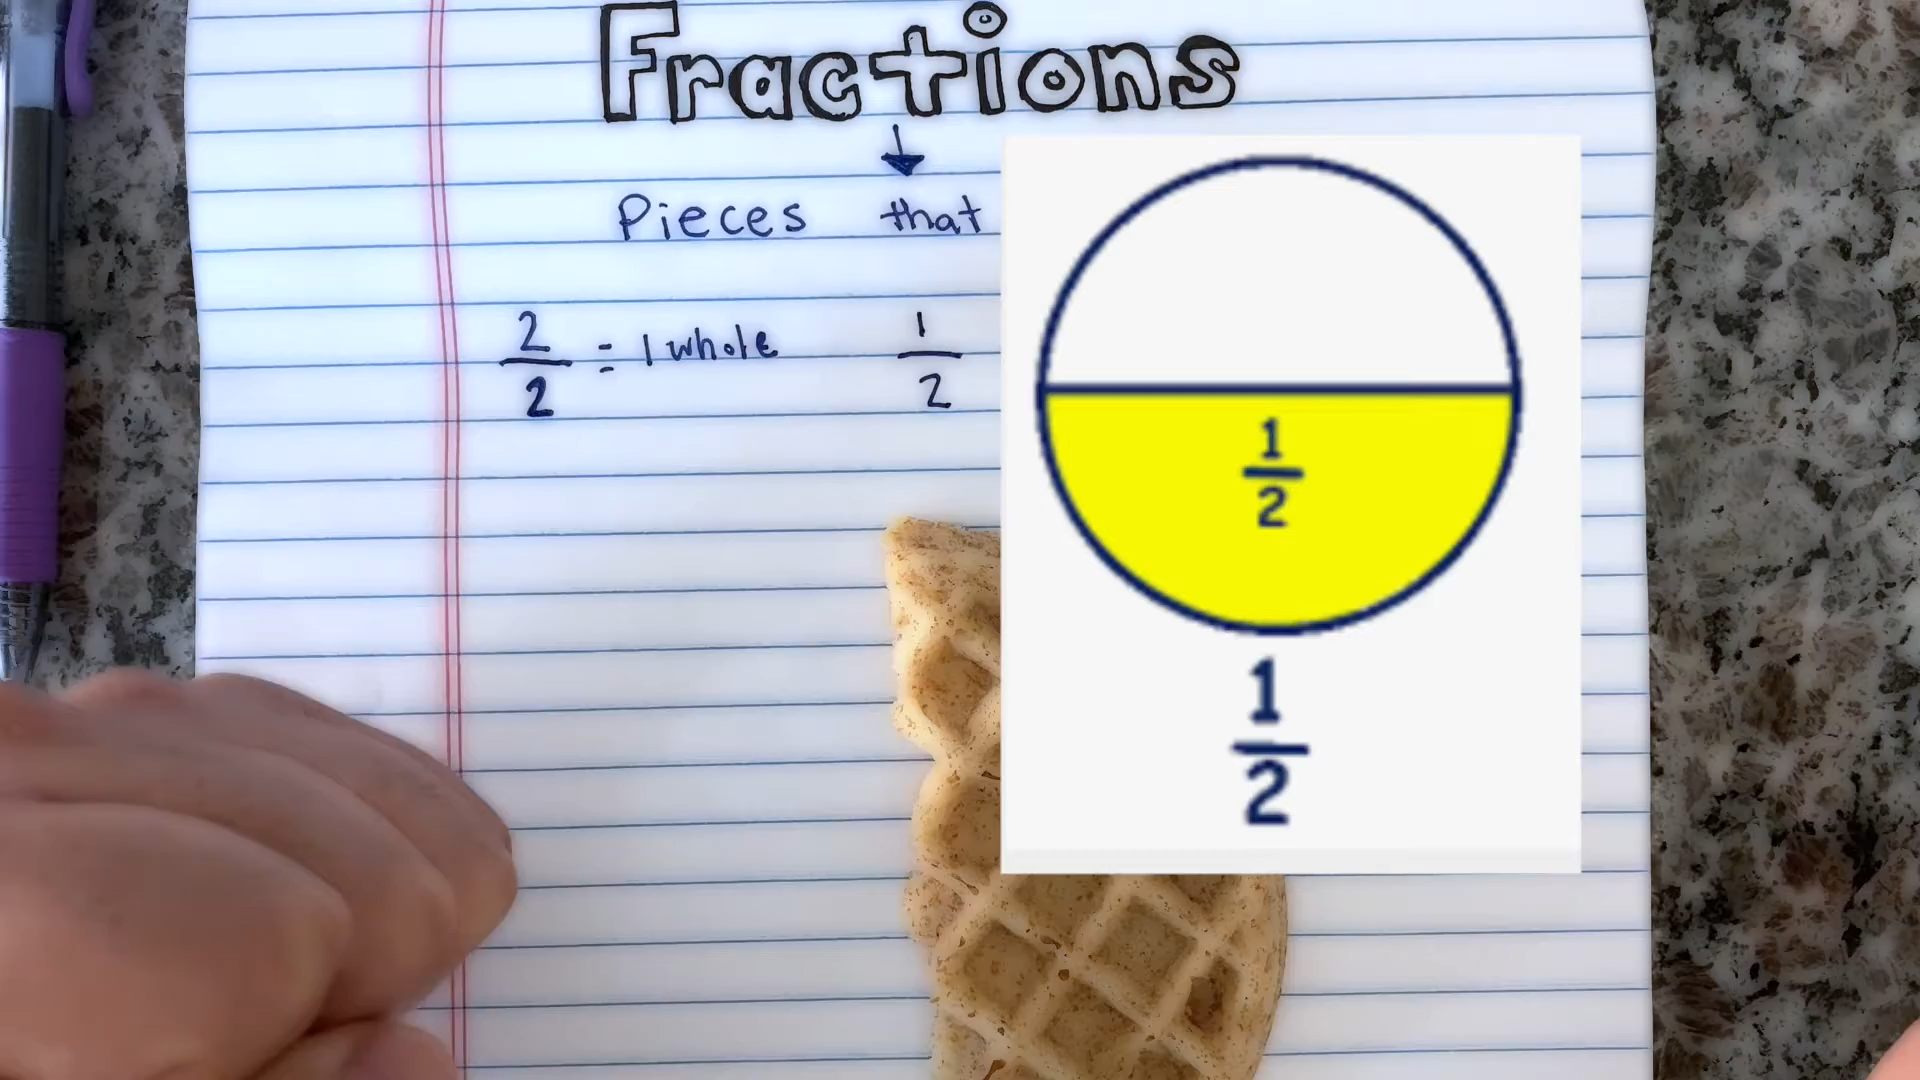 Fractions
Pieces that
2/2 = 1 whole 1/2
1/2
1/2